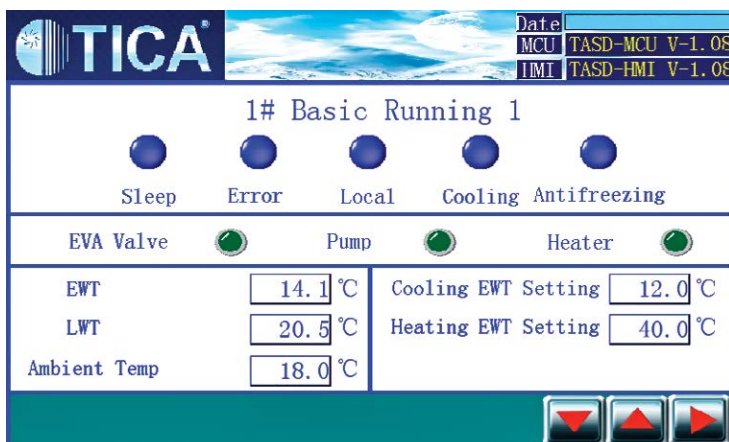 TICA
Date
MCU TASD-MCU V-1.08
HMI TASD-HMI V-1.08
1# Basic Running 1
Sleep Error Local Cooling Antifreezing
EVA Valve Pump Heater
EWT 14.1 ℃ Cooling EWT Setting 12.0 ℃
LWT 20.5 ℃ Heating EWT Setting 40.0 ℃
Ambient Temp 18.0 ℃